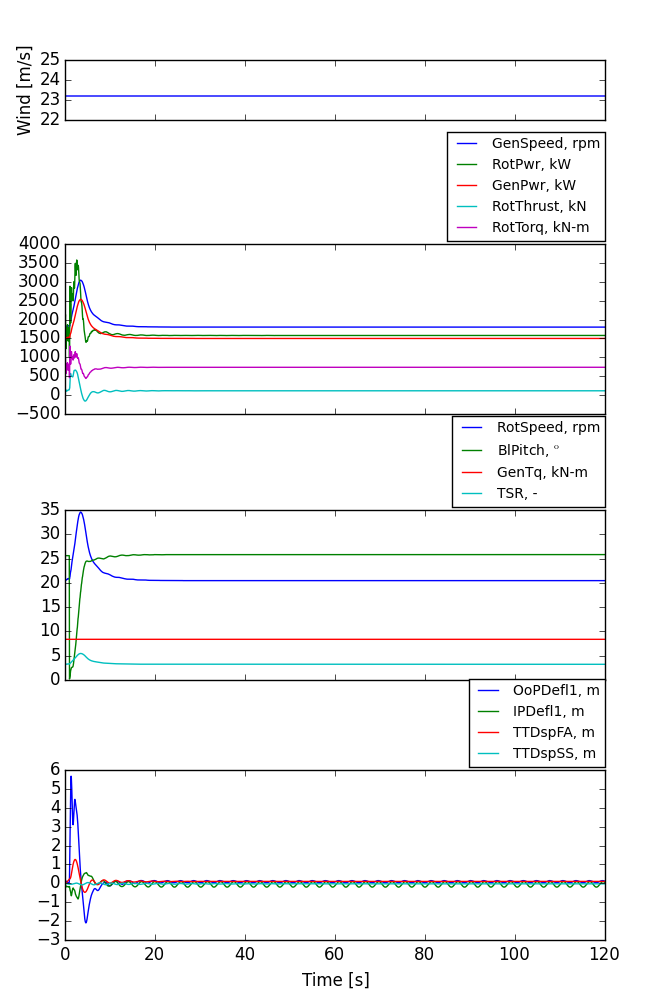 Wind [m/s]
25
24
23
22
GenSpeed, rpm
RotPwr, kW
GenPwr, kW
RotThrust, kN
RotTorq, kN-m
4000
3500
3000
2500
2000
1500
1000
500
0
−500
RotSpeed, rpm
BlPitch, °
GenTq, kN-m
TSR, -
35
30
25
20
15
10
5
0
OoPDefl1, m
IPDefl1, m
TTDspFA, m
TTDspSS, m
6
5
4
3
2
1
0
−1
−2
−3
0 20 40 60 80 100 120
Time [s]